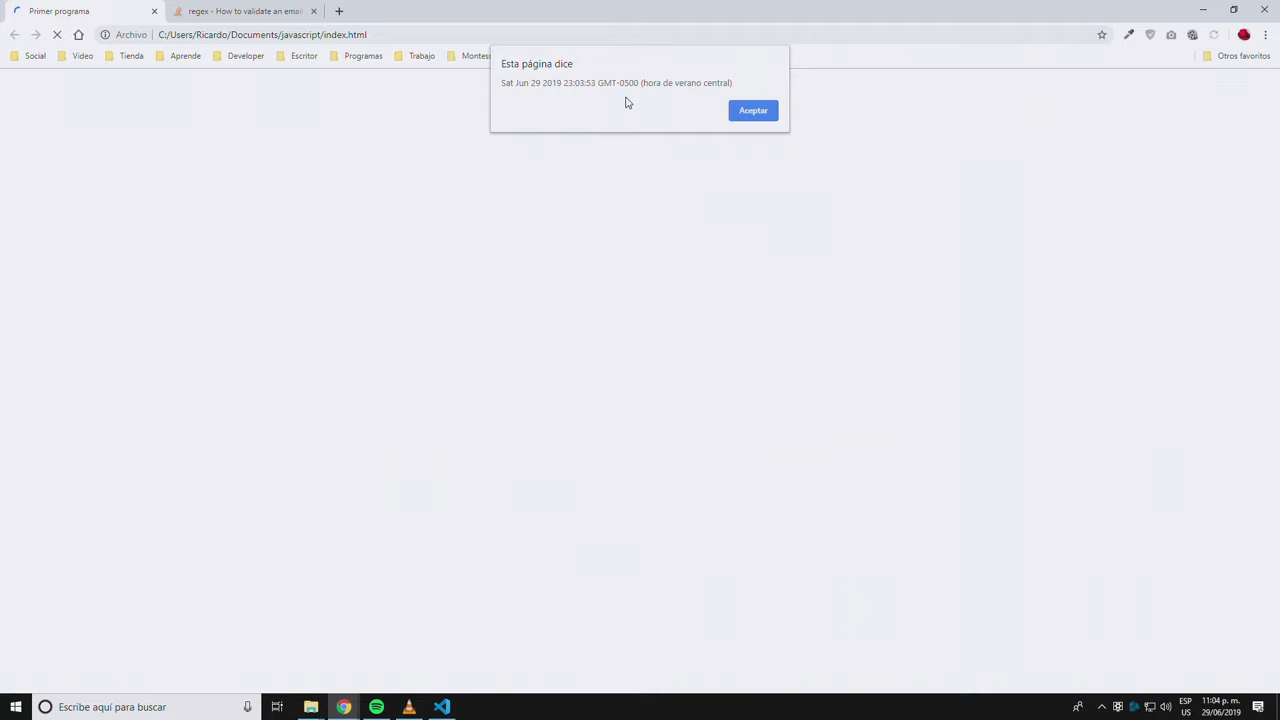 Primer programa
regex - How to validate an email
Archivo
C:/Users/Ricardo/Documents/javascript/index.html
Social
Video
Tienda
Aprende
Developer
Escritor
Programas
Trabajo
Montess
Otros favoritos
Esta página dice
Sat Jun 29 2019 23:03:53 GMT-0500 (hora de verano central)
Aceptar
Escribe aquí para buscar
ESP
US
11:04 p. m.
29/06/2019